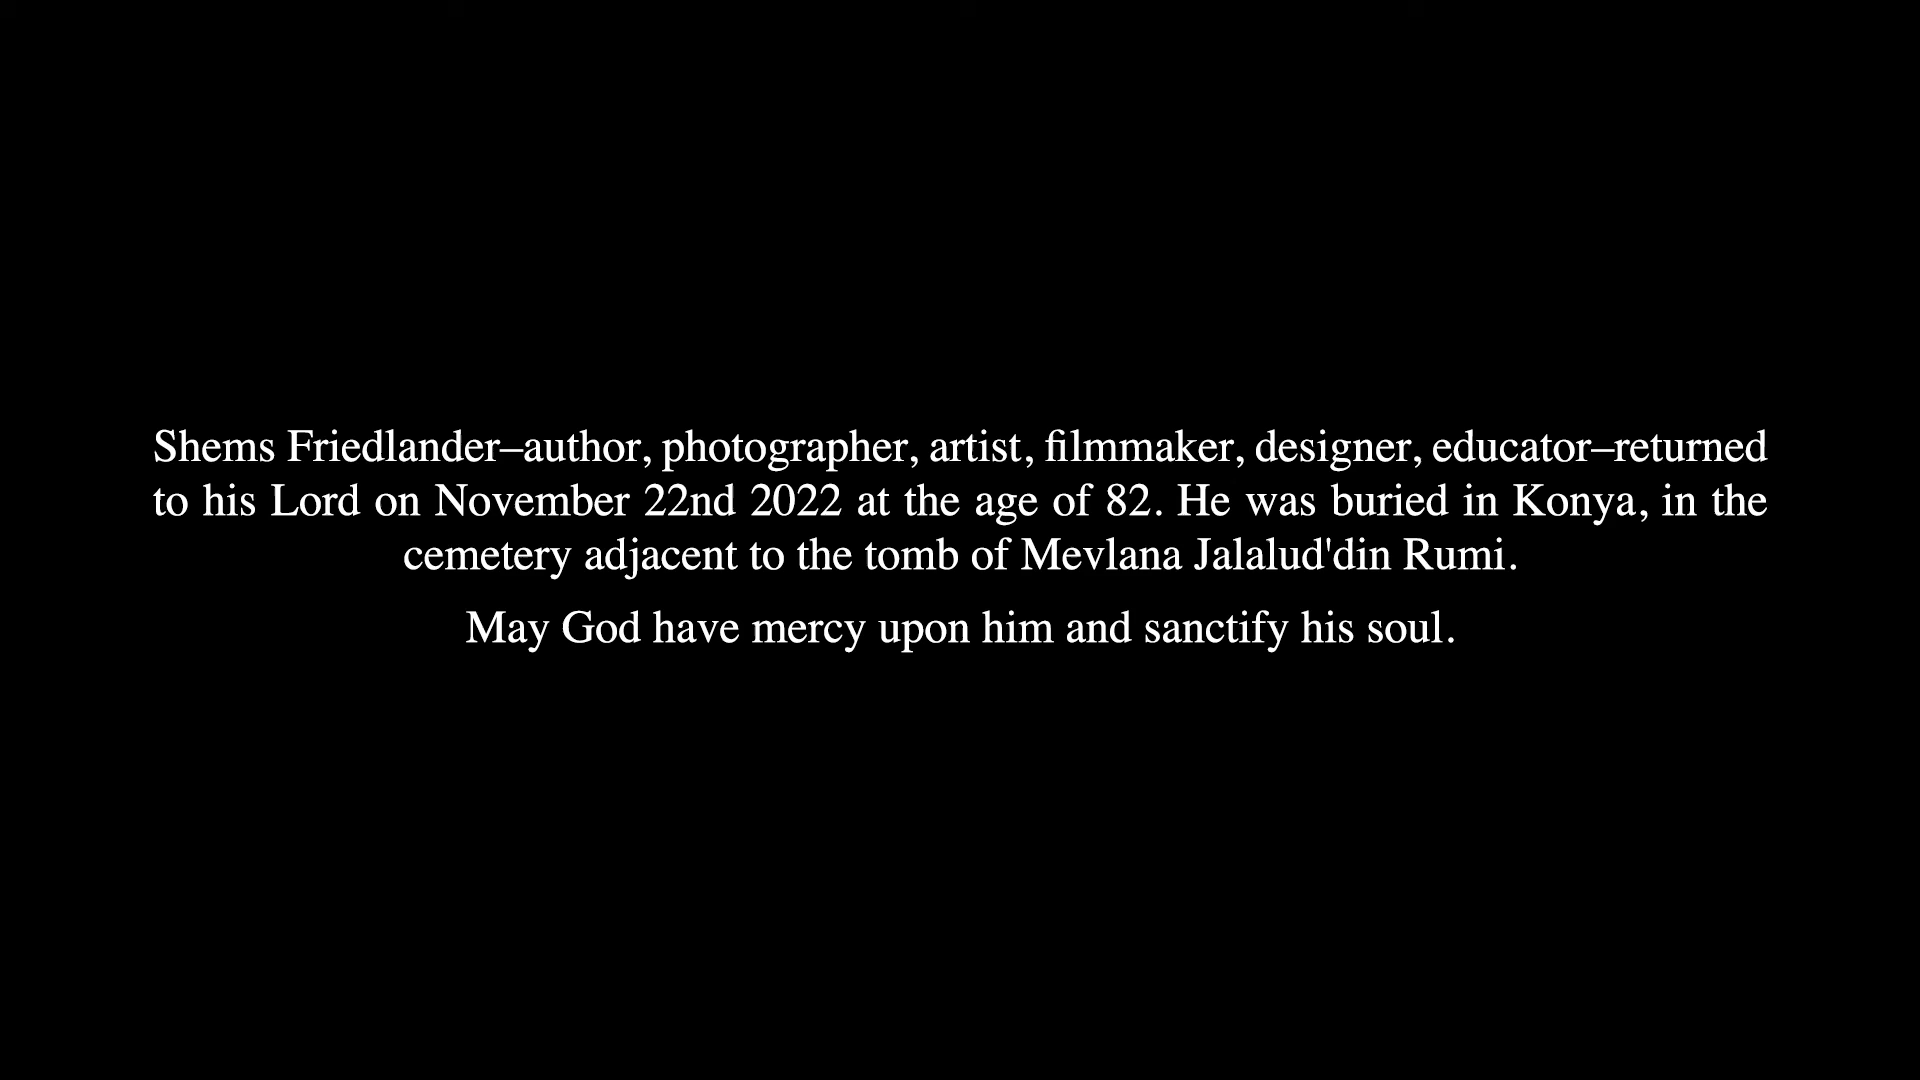 Shems Friedlander–author, photographer, artist, filmmaker, designer, educator–returned
to his Lord on November 22nd 2022 at the age of 82. He was buried in Konya, in the
cemetery adjacent to the tomb of Mevlana Jalalud'din Rumi.
May God have mercy upon him and sanctify his soul.